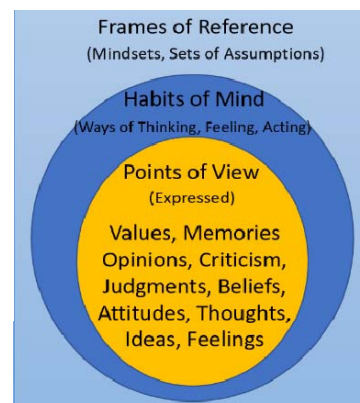 Frames of Reference
(Mindsets, Sets of Assumptions)
Habits of Mind
(Ways of Thinking, Feeling, Acting)
Points of View
(Expressed)
Values, Memories
Opinions, Criticism,
Judgments, Beliefs,
Attitudes, Thoughts,
Ideas, Feelings